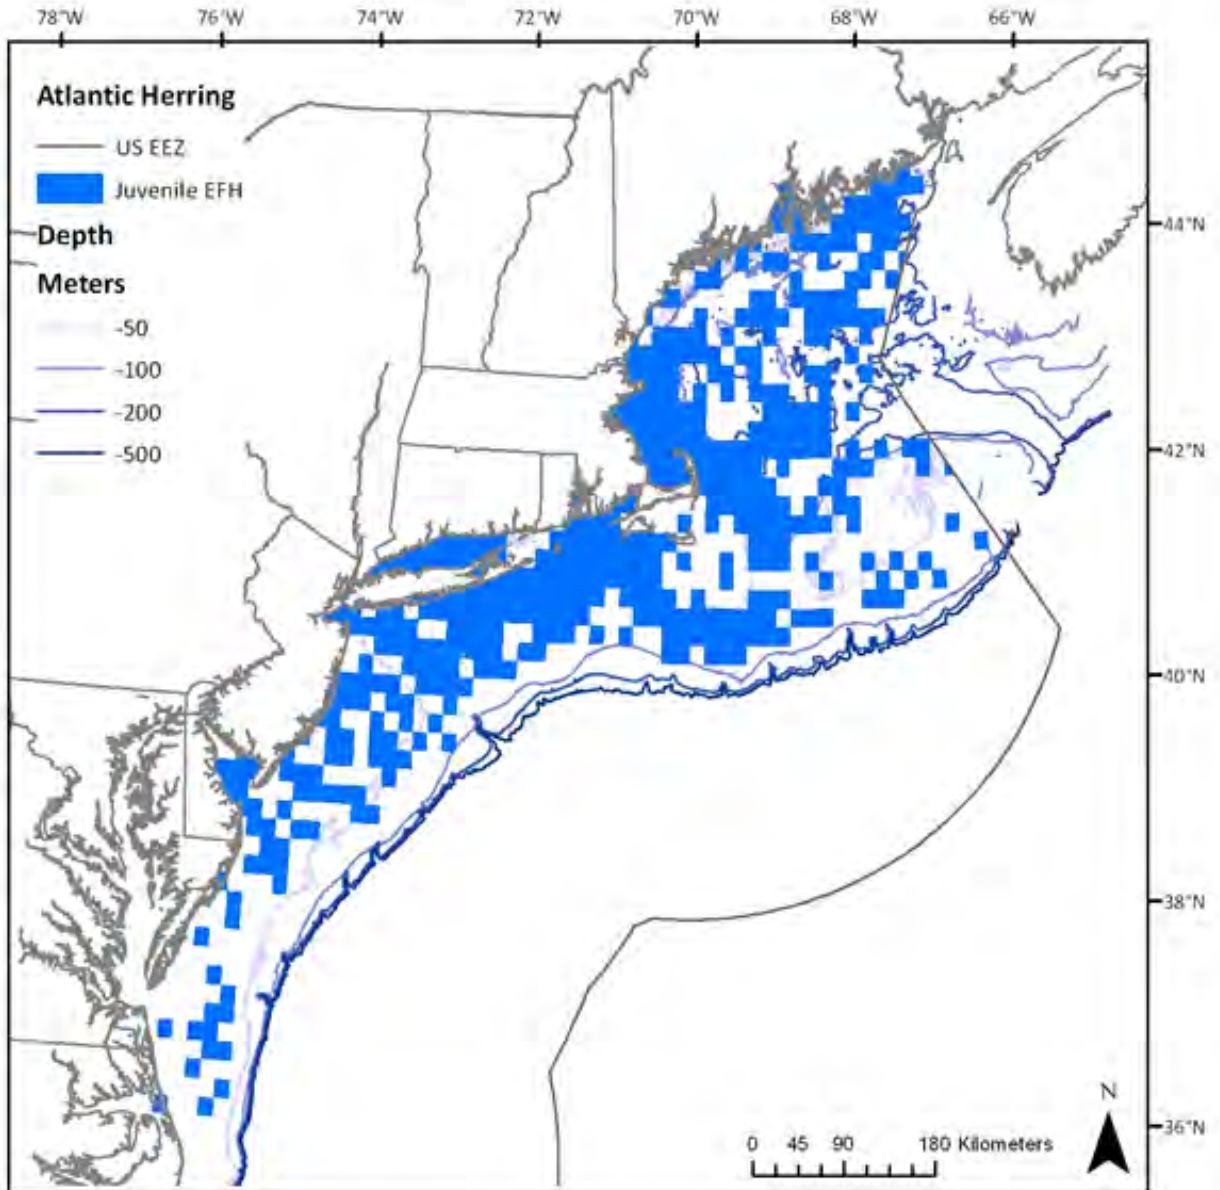 78°W 76°W 74°W 72°W 70°W 68°W 66°W
Atlantic Herring
US EEZ
Juvenile EFH
Depth
Meters
-50
-100
-200
-500
44°N
42°N
40°N
38°N
36°N
N
0 45 90 180 Kilometers